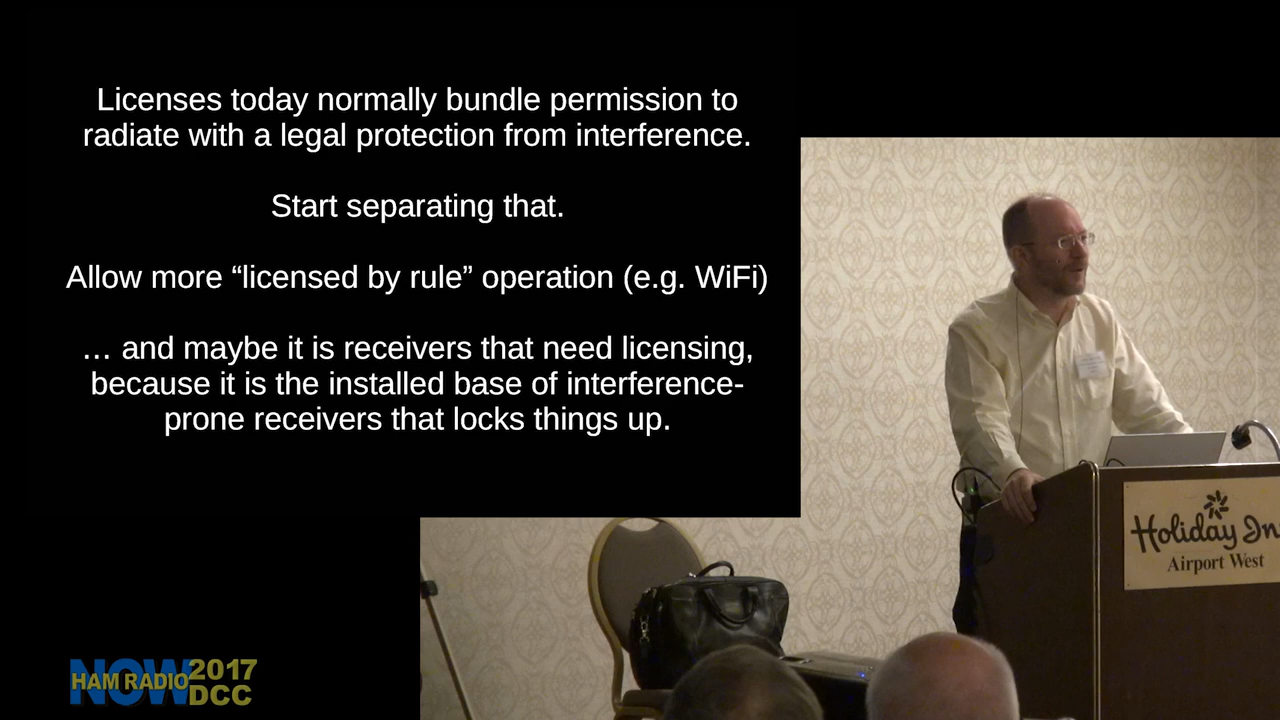 Licenses today normally bundle permission to
radiate with a legal protection from interference.
Start separating that.
Allow more “licensed by rule” operation (e.g. WiFi)
… and maybe it is receivers that need licensing,
because it is the installed base of interference-
prone receivers that locks things up.
Holiday In
Airport West
NOW
HAM RADIO
2017
DCC